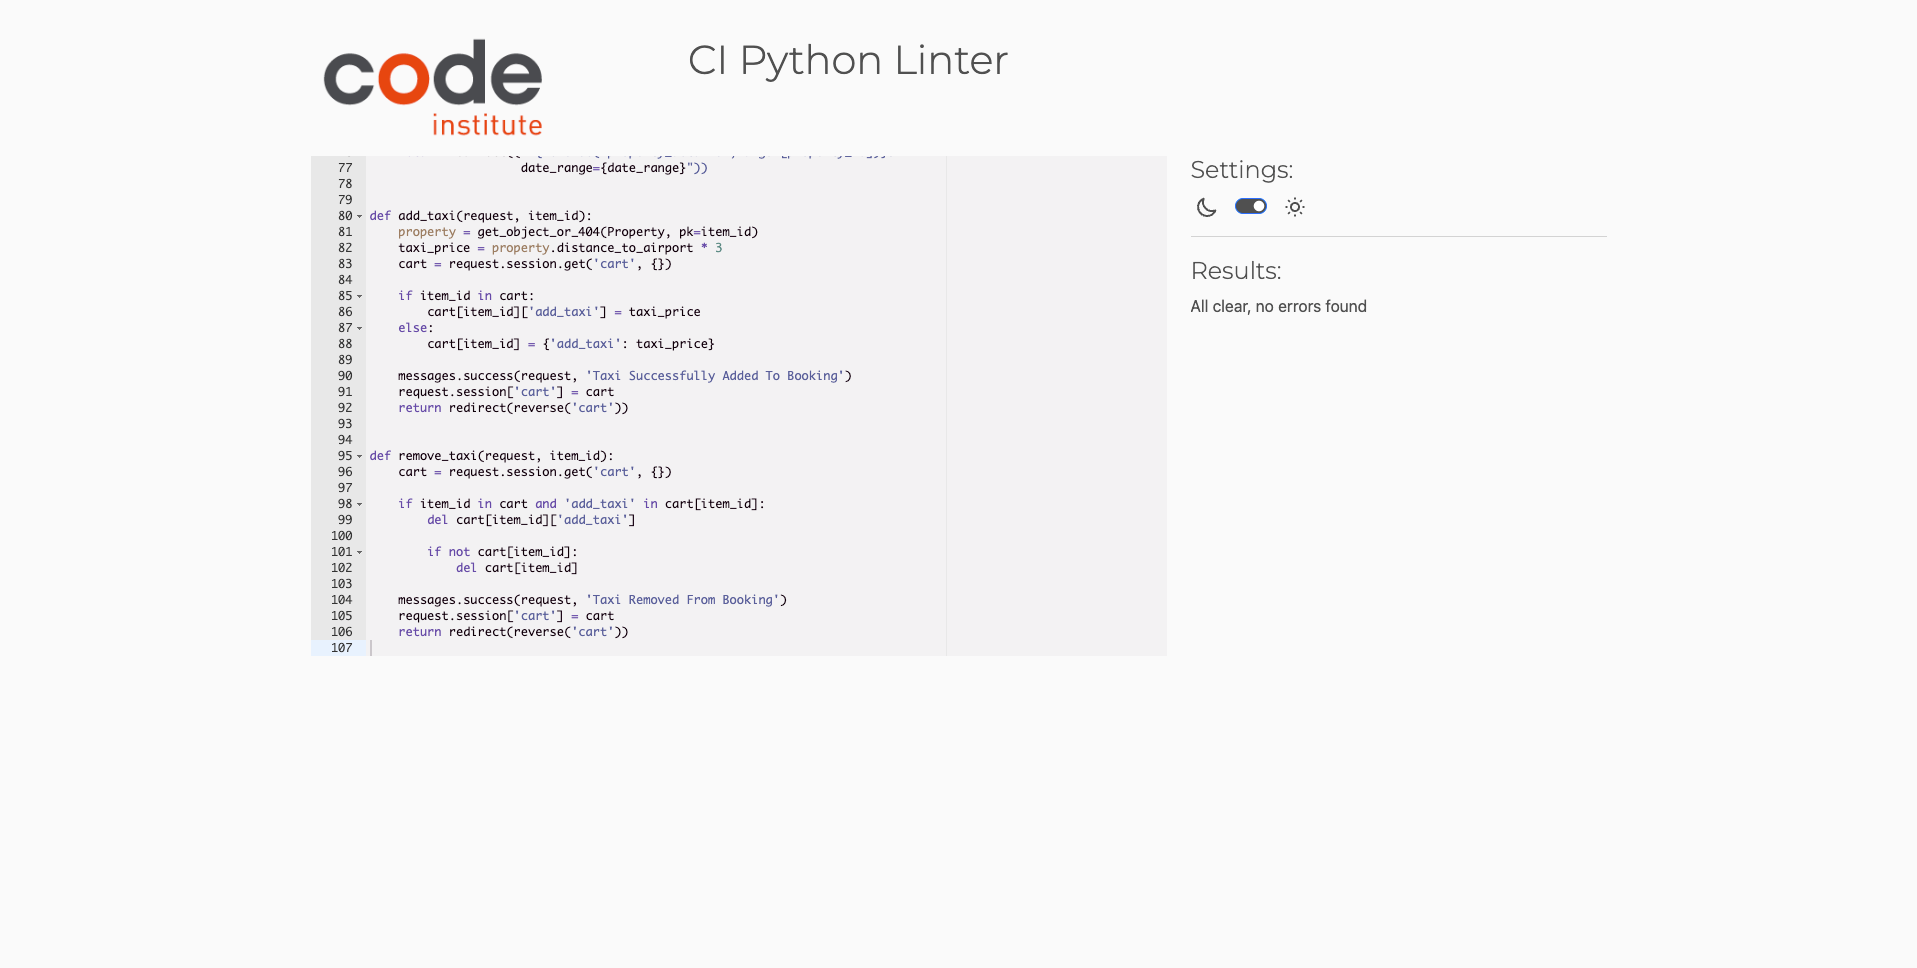 code
institute
CI Python Linter
77 date_range={date_range}"))
78
79
80 def add_taxi(request, item_id):
81 property = get_object_or_404(Property, pk=item_id)
82 taxi_price = property.distance_to_airport * 3
83 cart = request.session.get('cart', {})
84
85 if item_id in cart:
86 cart[item_id]['add_taxi'] = taxi_price
87 else:
88 cart[item_id] = {'add_taxi': taxi_price}
89
90 messages.success(request, 'Taxi Successfully Added To Booking')
91 request.session['cart'] = cart
92 return redirect(reverse('cart'))
93
94
95 def remove_taxi(request, item_id):
96 cart = request.session.get('cart', {})
97
98 if item_id in cart and 'add_taxi' in cart[item_id]:
99 del cart[item_id]['add_taxi']
100
101 if not cart[item_id]:
102 del cart[item_id]
103
104 messages.success(request, 'Taxi Removed From Booking')
105 request.session['cart'] = cart
106 return redirect(reverse('cart'))
107
Settings:
Results:
All clear, no errors found